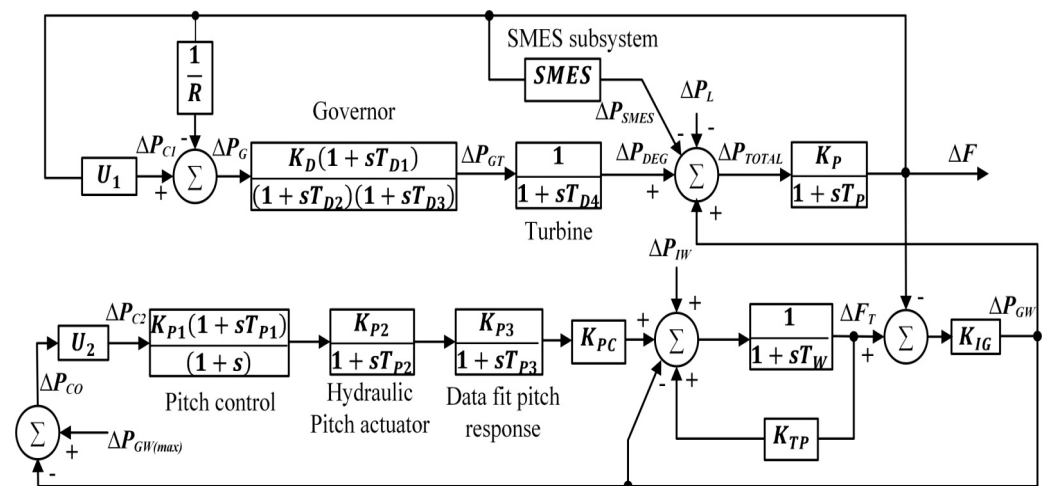 SMES subsystem
1
R
SMES
ΔP_L
ΔP_SMES
Governor
ΔP_C1
ΔP_G
K_D(1 + sT_D1)
(1 + sT_D2)(1 + sT_D3)
ΔP_GT
1
1 + sT_D4
ΔP_DEG
ΔP_TOTAL
K_P
1 + sT_P
ΔF
U_1
+
-
Σ
-
-
+
+
Σ
Turbine
ΔP_IW
ΔP_C2
U_2
K_P1(1 + sT_P1)
(1 + s)
K_P2
1 + sT_P2
K_P3
1 + sT_P3
K_PC
+
+
-
+
Σ
1
1 + sT_W
ΔF_T
-
+
Σ
ΔP_GW
K_IG
ΔP_CO
Pitch control
Hydraulic
Pitch actuator
Data fit pitch
response
K_TP
Σ
+
-
ΔP_GW(max)